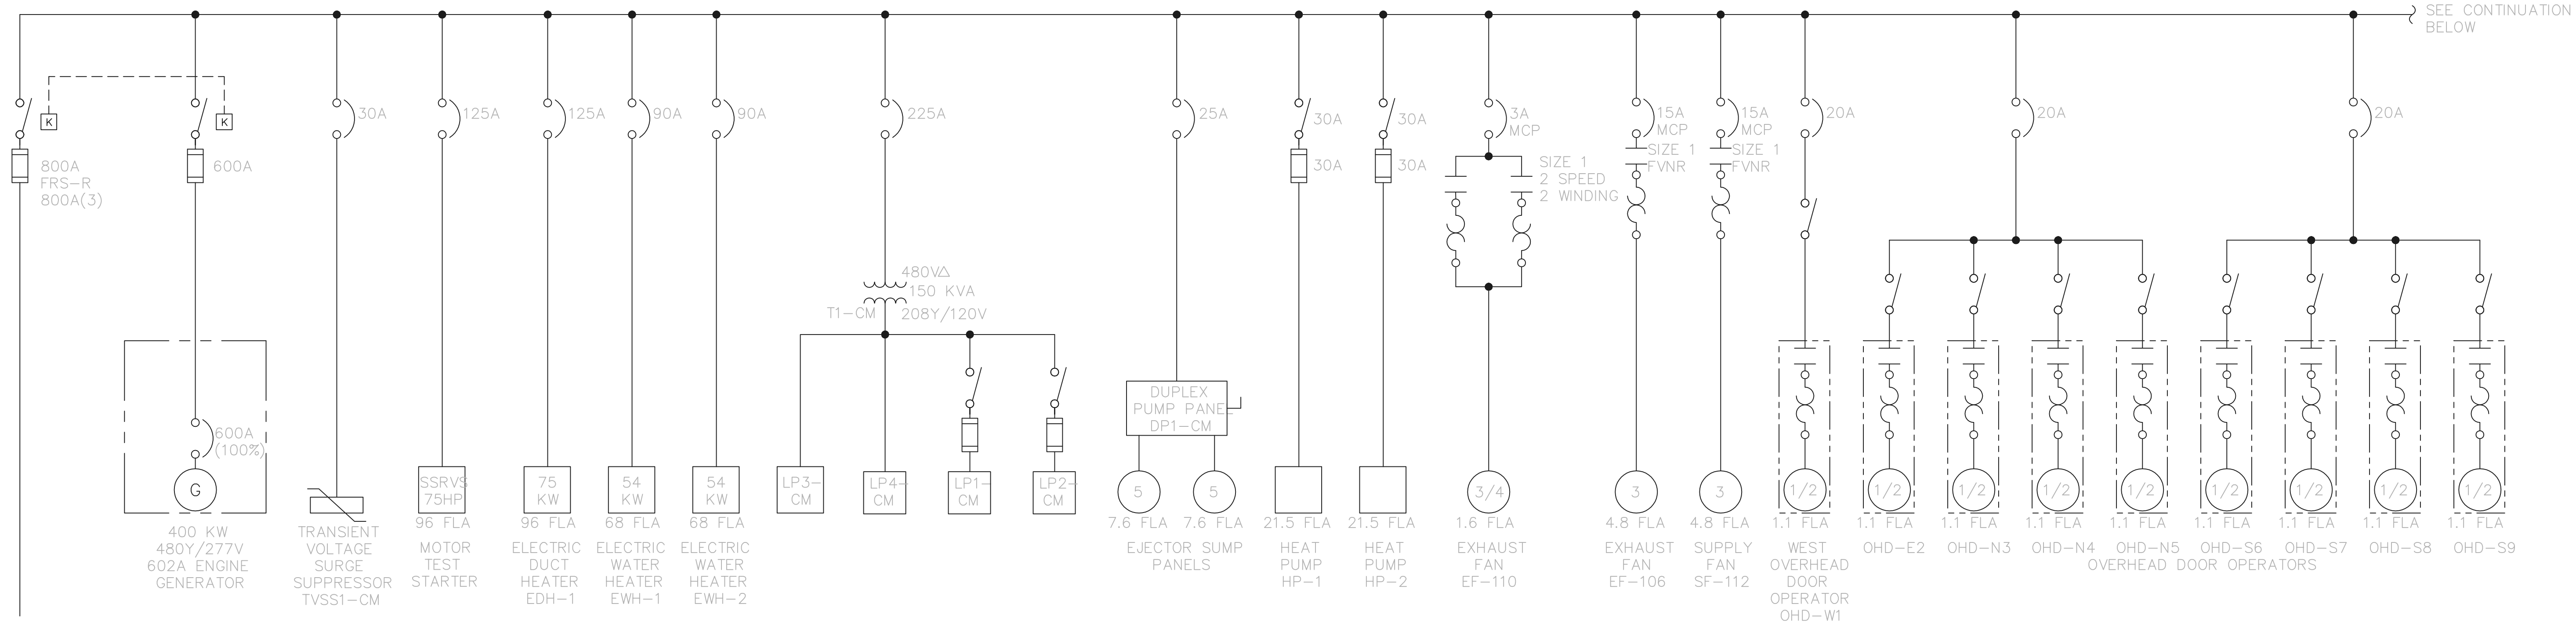 SEE CONTINUATION
BELOW
K
K
800A
FRS-R
800A(3)
600A
600A
(100%)
G
400 KW
480Y/277V
602A ENGINE
GENERATOR
30A
TRANSIENT
VOLTAGE
SURGE
SUPPRESSOR
TVSS1-CM
125A
SSRVS
75HP
96 FLA
MOTOR
TEST
STARTER
125A
75
KW
96 FLA
ELECTRIC
DUCT
HEATER
EDH-1
90A
54
KW
68 FLA
ELECTRIC
WATER
HEATER
EWH-1
90A
54
KW
68 FLA
ELECTRIC
WATER
HEATER
EWH-2
225A
480VΔ
150 KVA
T1-CM
208Y/120V
LP3-
CM
LP4-
CM
LP1-
CM
LP2-
CM
25A
DUPLEX
PUMP PANEL
DP1-CM
5
5
7.6 FLA
7.6 FLA
EJECTOR SUMP
PANELS
30A
30A
21.5 FLA
HEAT
PUMP
HP-1
30A
30A
21.5 FLA
HEAT
PUMP
HP-2
3A
MCP
SIZE 1
2 SPEED
2 WINDING
3/4
1.6 FLA
EXHAUST
FAN
EF-110
15A
MCP
SIZE 1
FVNR
3
4.8 FLA
EXHAUST
FAN
EF-106
15A
MCP
SIZE 1
FVNR
3
4.8 FLA
SUPPLY
FAN
SF-112
20A
1/2
1.1 FLA
WEST
OVERHEAD
DOOR
OPERATOR
OHD-W1
20A
1/2
1.1 FLA
OHD-E2
1/2
1.1 FLA
OHD-N3
1/2
1.1 FLA
OHD-N4
1/2
1.1 FLA
OHD-N5
20A
1/2
1.1 FLA
OHD-S6
1/2
1.1 FLA
OHD-S7
1/2
1.1 FLA
OHD-S8
1/2
1.1 FLA
OHD-S9
OVERHEAD DOOR OPERATORS